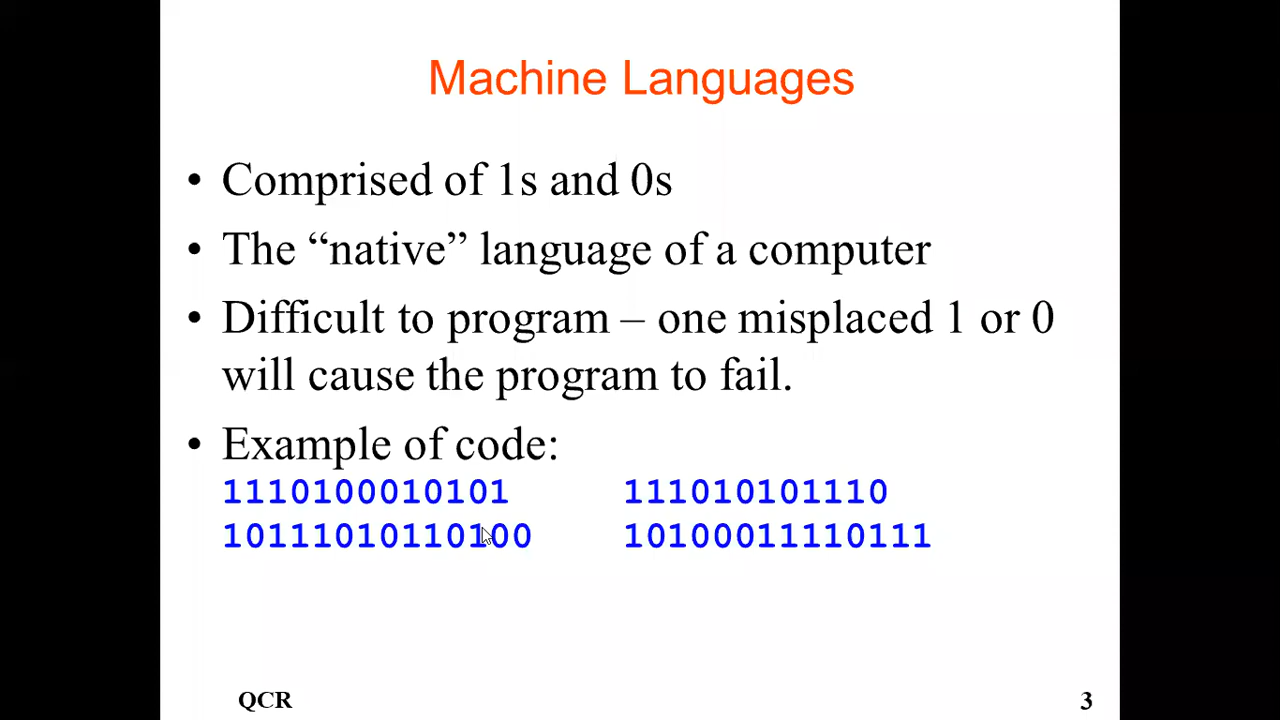 Machine Languages
• Comprised of 1s and 0s
• The “native” language of a computer
• Difficult to program – one misplaced 1 or 0
will cause the program to fail.
• Example of code:
1110100010101 111010101110
10111010110100 10100011110111
QCR 3